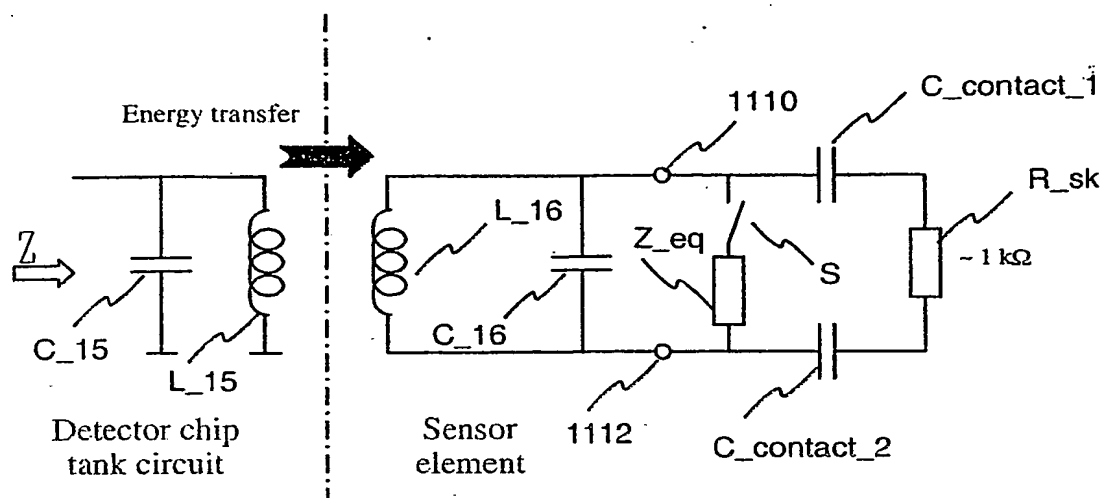 C_contact_1
1110
Energy transfer
R_sk
L_16
Z_eq
~ 1 kΩ
Z
S
C_15
C_16
L_15
1112
C_contact_2
Detector chip
tank circuit
Sensor
element